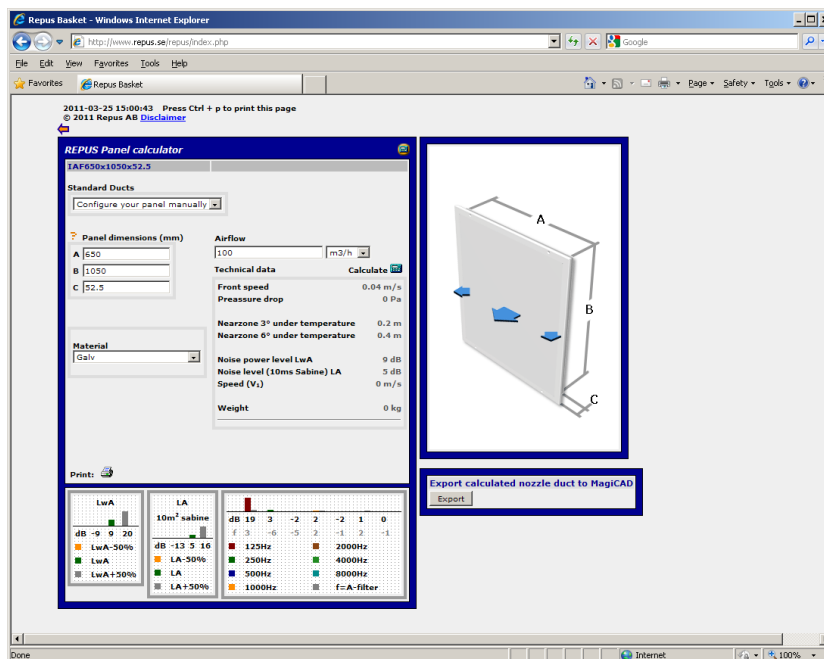 Repus Basket - Windows Internet Explorer
http://www.repus.se/repus/index.php
Google
File Edit View Favorites Tools Help
Favorites Repus Basket Page Safety Tools
2011-03-25 15:00:43 Press Ctrl + p to print this page
© 2011 Repus AB Disclaimer
REPUS Panel calculator
IAF650x1050x52.5
Standard Ducts
Configure your panel manually
? Panel dimensions (mm)
A 650
B 1050
C 52.5
Material
Galv
Airflow
100 m3/h
Technical data Calculate
Front speed 0.04 m/s
Preassure drop 0 Pa
Nearzone 3° under temperature 0.2 m
Nearzone 6° under temperature 0.4 m
Noise power level LwA 9 dB
Noise level (10ms Sabine) LA 5 dB
Speed (V₁) 0 m/s
Weight 0 kg
Print:
A
B
C
Export calculated nozzle duct to MagiCAD
Export
LwA
dB -9 9 20
LwA-50%
LwA
LwA+50%
LA
10m² sabine
dB -13 5 16
LA-50%
LA
LA+50%
dB 19 3 -2 2 -2 1 0
f 3 -6 -5 2 -1 2 -1
125Hz 2000Hz
250Hz 4000Hz
500Hz 8000Hz
1000Hz f=A-filter
Done Internet 100%